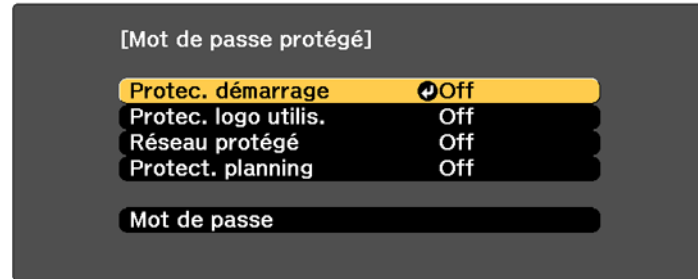 [Mot de passe protégé]
Protec. démarrage Off
Protec. logo utilis. Off
Réseau protégé Off
Protect. planning Off
Mot de passe